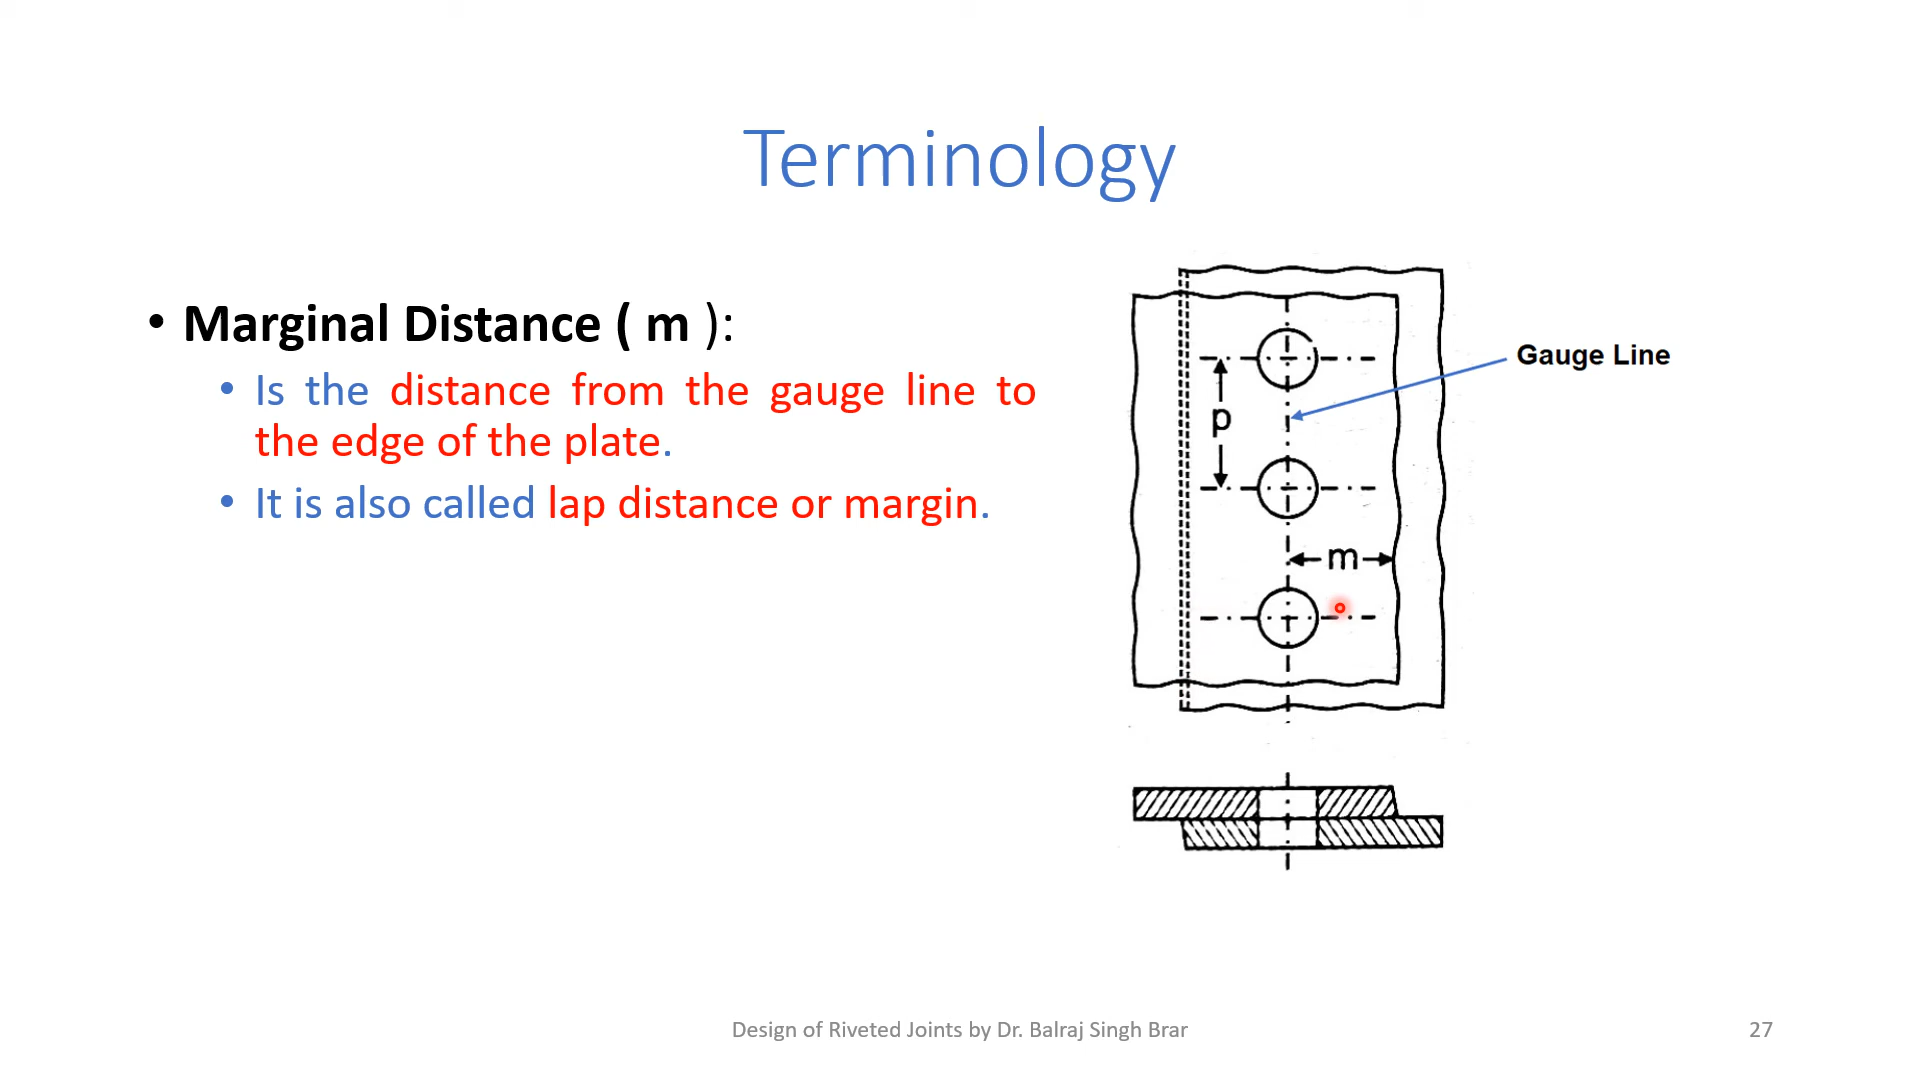 Terminology
• Marginal Distance ( m ):
• Is the distance from the gauge line to
the edge of the plate.
• It is also called lap distance or margin.
Gauge Line
p
m
Design of Riveted Joints by Dr. Balraj Singh Brar
27